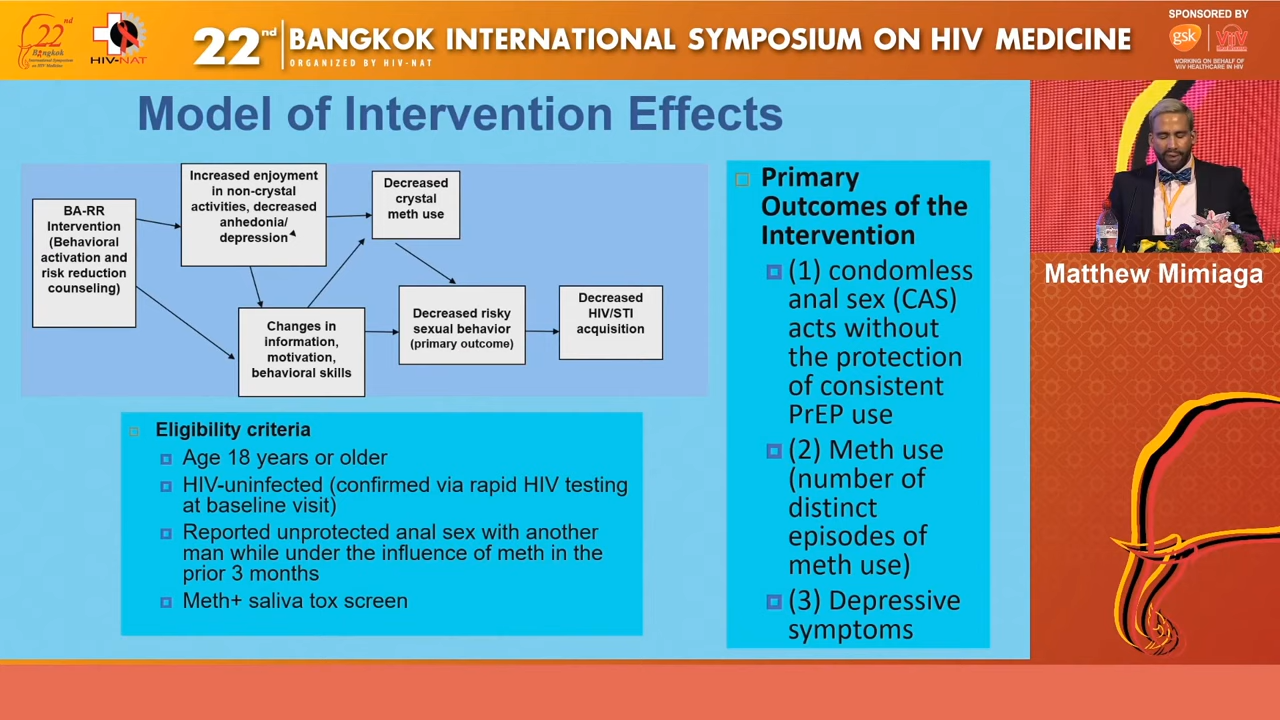 22nd
Bangkok
International Symposium
on HIV Medicine
HIV-NAT
22nd
BANGKOK INTERNATIONAL SYMPOSIUM ON HIV MEDICINE
ORGANIZED BY HIV-NAT
SPONSORED BY
gsk
ViiV
Healthcare
WORKING ON BEHALF OF
ViiV HEALTHCARE IN HIV
Model of Intervention Effects
BA-RR
Intervention
(Behavioral
activation and
risk reduction
counseling)
Increased enjoyment
in non-crystal
activities, decreased
anhedonia/
depression
Decreased
crystal
meth use
Changes in
information,
motivation,
behavioral skills
Decreased risky
sexual behavior
(primary outcome)
Decreased
HIV/STI
acquisition
Eligibility criteria
Age 18 years or older
HIV-uninfected (confirmed via rapid HIV testing
at baseline visit)
Reported unprotected anal sex with another
man while under the influence of meth in the
prior 3 months
Meth+ saliva tox screen
Primary
Outcomes of the
Intervention
(1) condomless
anal sex (CAS)
acts without
the protection
of consistent
PrEP use
(2) Meth use
(number of
distinct
episodes of
meth use)
(3) Depressive
symptoms
Matthew Mimiaga